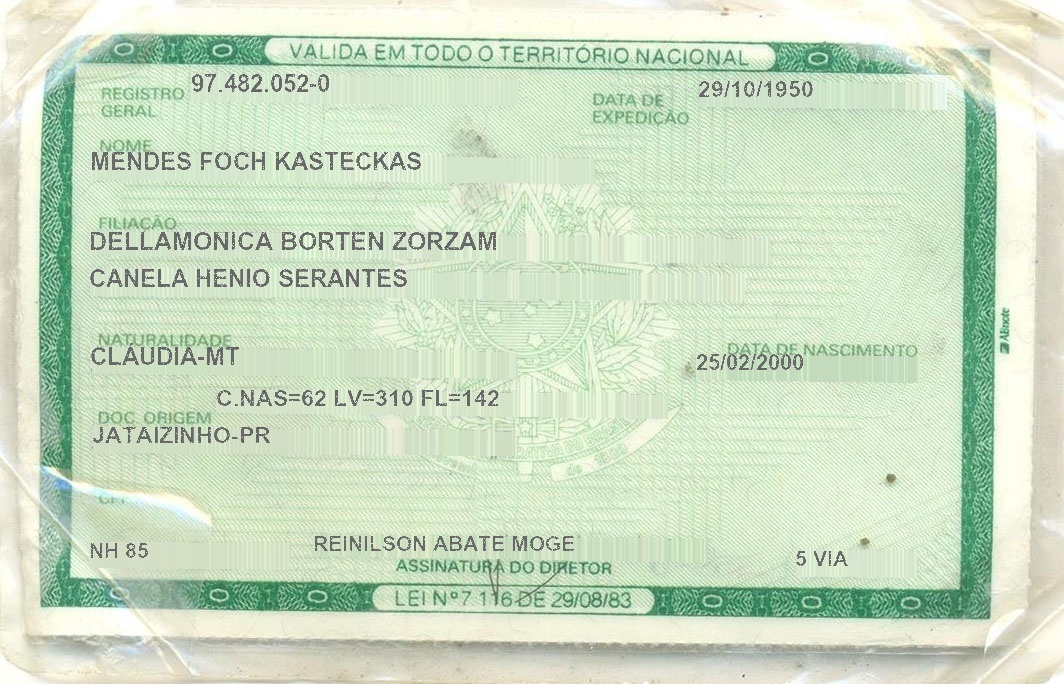 VÁLIDA EM TODO O TERRITÓRIO NACIONAL
REGISTRO GERAL 97.482.052-0 DATA DE EXPEDIÇÃO 29/10/1950
NOME
MENDES FOCH KASTECKAS
FILIAÇÃO
DELLAMONICA BORTEN ZORZAM
CANELA HENIO SERANTES
NATURALIDADE DATA DE NASCIMENTO
CLÁUDIA-MT 25/02/2000
C.NAS=62 LV=310 FL=142
DOC. ORIGEM
JATAIZINHO-PR
CPF
NH 85 REINILSON ABATE MOGE 5 VIA
ASSINATURA DO DIRETOR
LEI Nº 7.116 DE 29/08/83